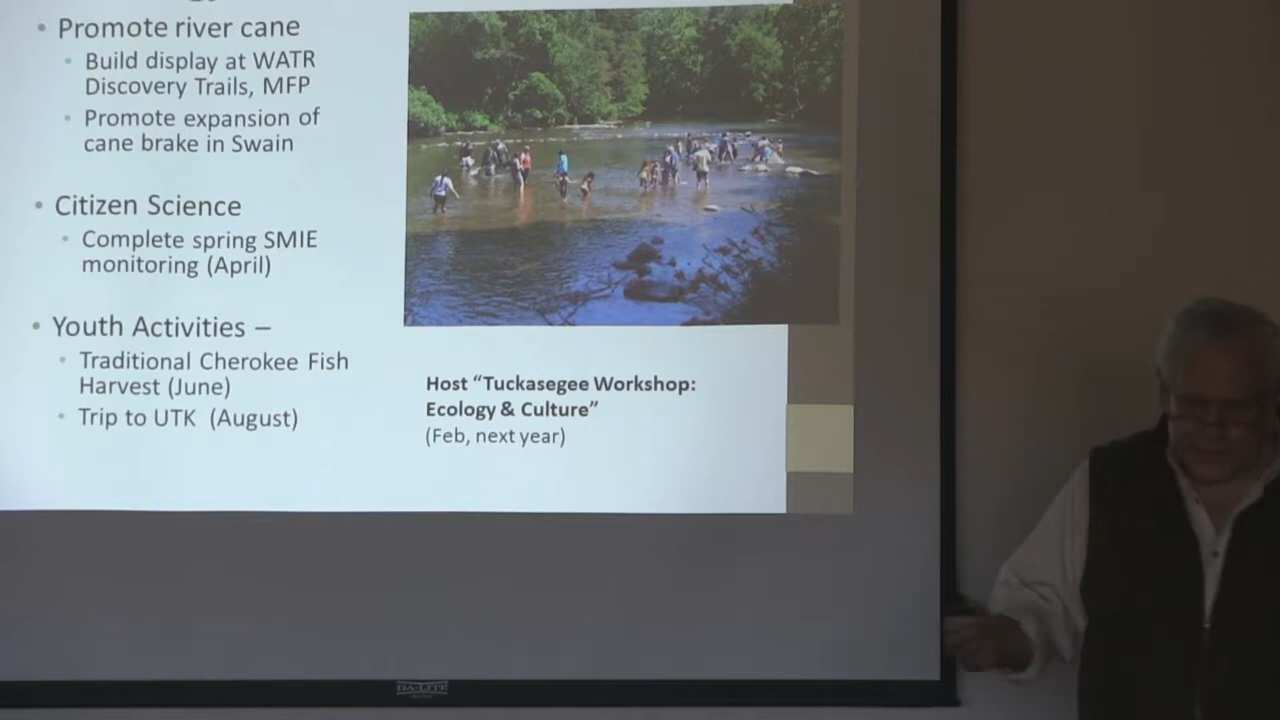 • Promote river cane
• Build display at WATR
Discovery Trails, MFP
• Promote expansion of
cane brake in Swain
• Citizen Science
• Complete spring SMIE
monitoring (April)
• Youth Activities –
• Traditional Cherokee Fish
Harvest (June)
• Trip to UTK (August)
Host “Tuckasegee Workshop:
Ecology & Culture”
(Feb, next year)
DA-LITE